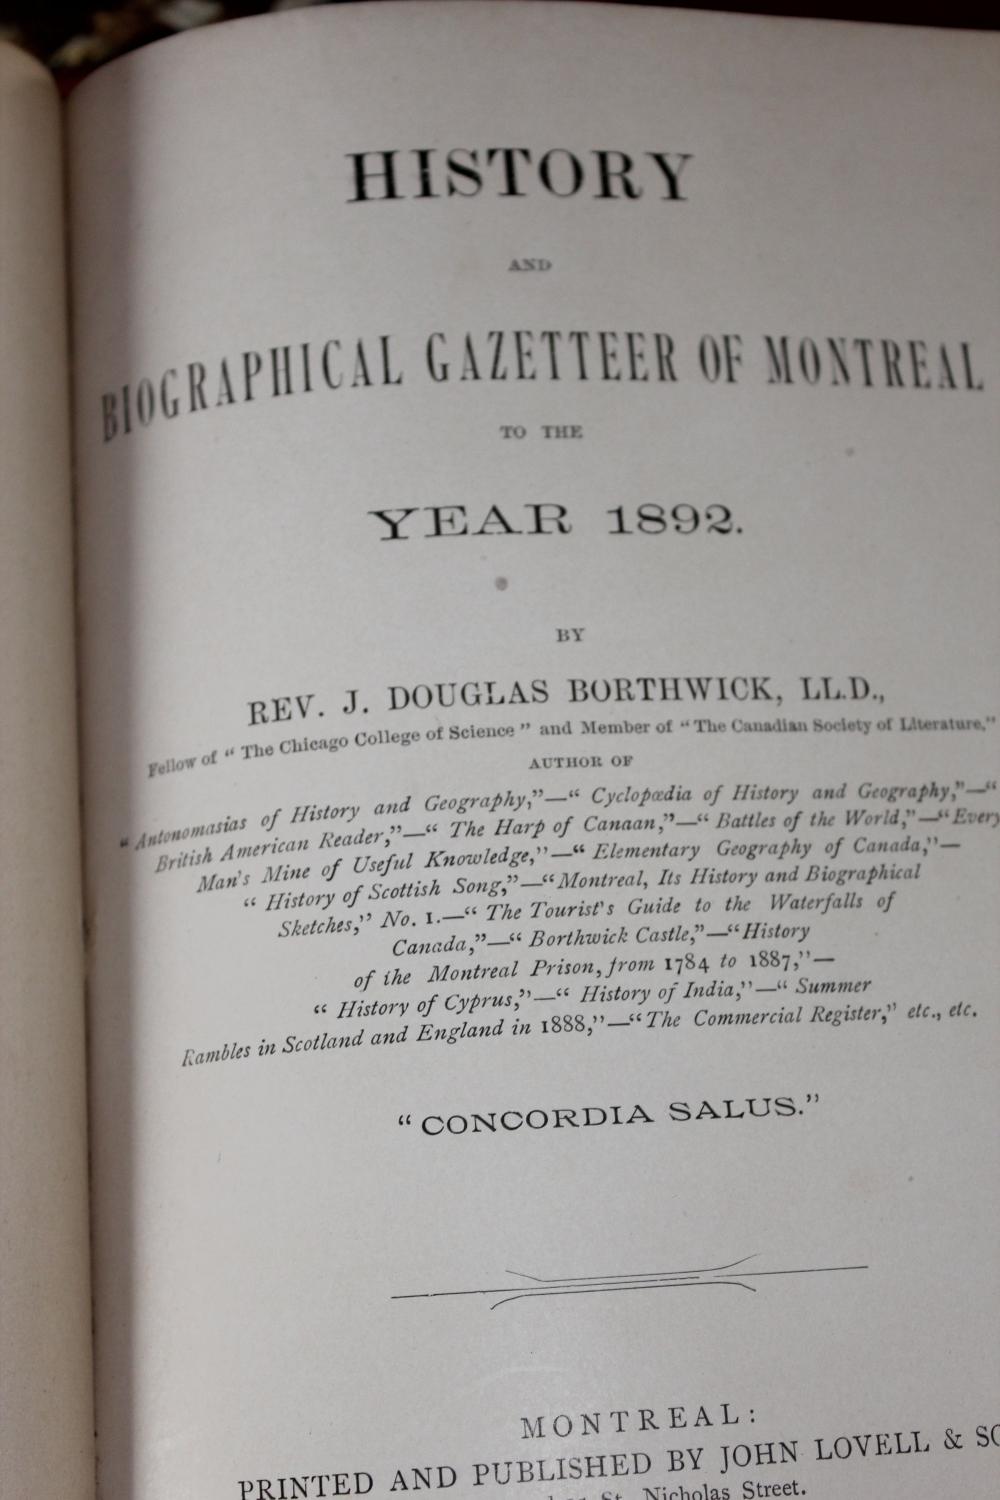 HISTORY
AND
BIOGRAPHICAL GAZETTEER OF MONTREAL
TO THE
YEAR 1892.
BY
REV. J. DOUGLAS BORTHWICK, LL.D.,
Fellow of “The Chicago College of Science” and Member of “The Canadian Society of Literature,”
AUTHOR OF
“Antonomasias of History and Geography,”—“Cyclopœdia of History and Geography,”—“
British American Reader,”—“The Harp of Canaan,”—“Battles of the World,”—“Every
Man's Mine of Useful Knowledge,”—“Elementary Geography of Canada,”—
“History of Scottish Song,”—“Montreal, Its History and Biographical
Sketches,” No. 1.—“The Tourist's Guide to the Waterfalls of
Canada,”—“Borthwick Castle,”—“History
of the Montreal Prison, from 1784 to 1887,”—
“History of Cyprus,”—“History of India,”—“Summer
Rambles in Scotland and England in 1888,”—“The Commercial Register,” etc., etc.
“CONCORDIA SALUS.”
MONTREAL:
PRINTED AND PUBLISHED BY JOHN LOVELL & SO
St. Nicholas Street.